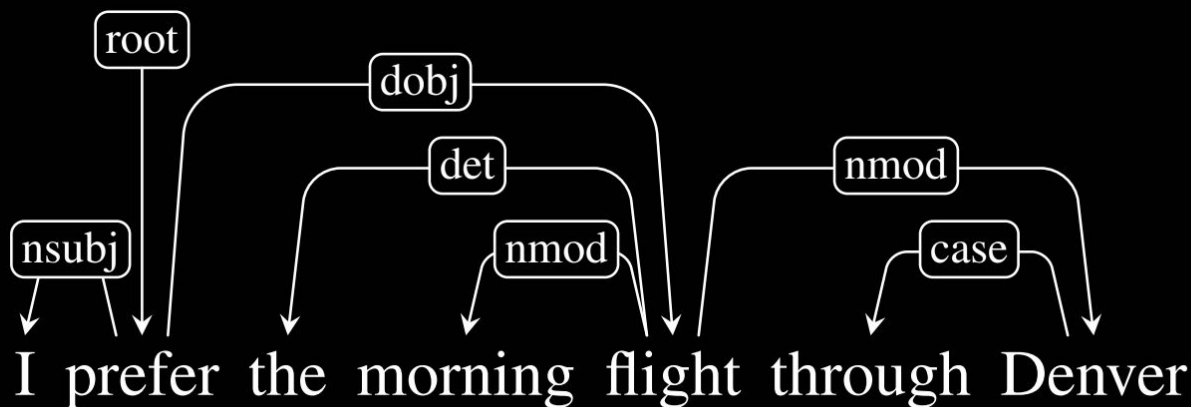 root
dobj
det nmod
nsubj nmod case
I prefer the morning flight through Denver